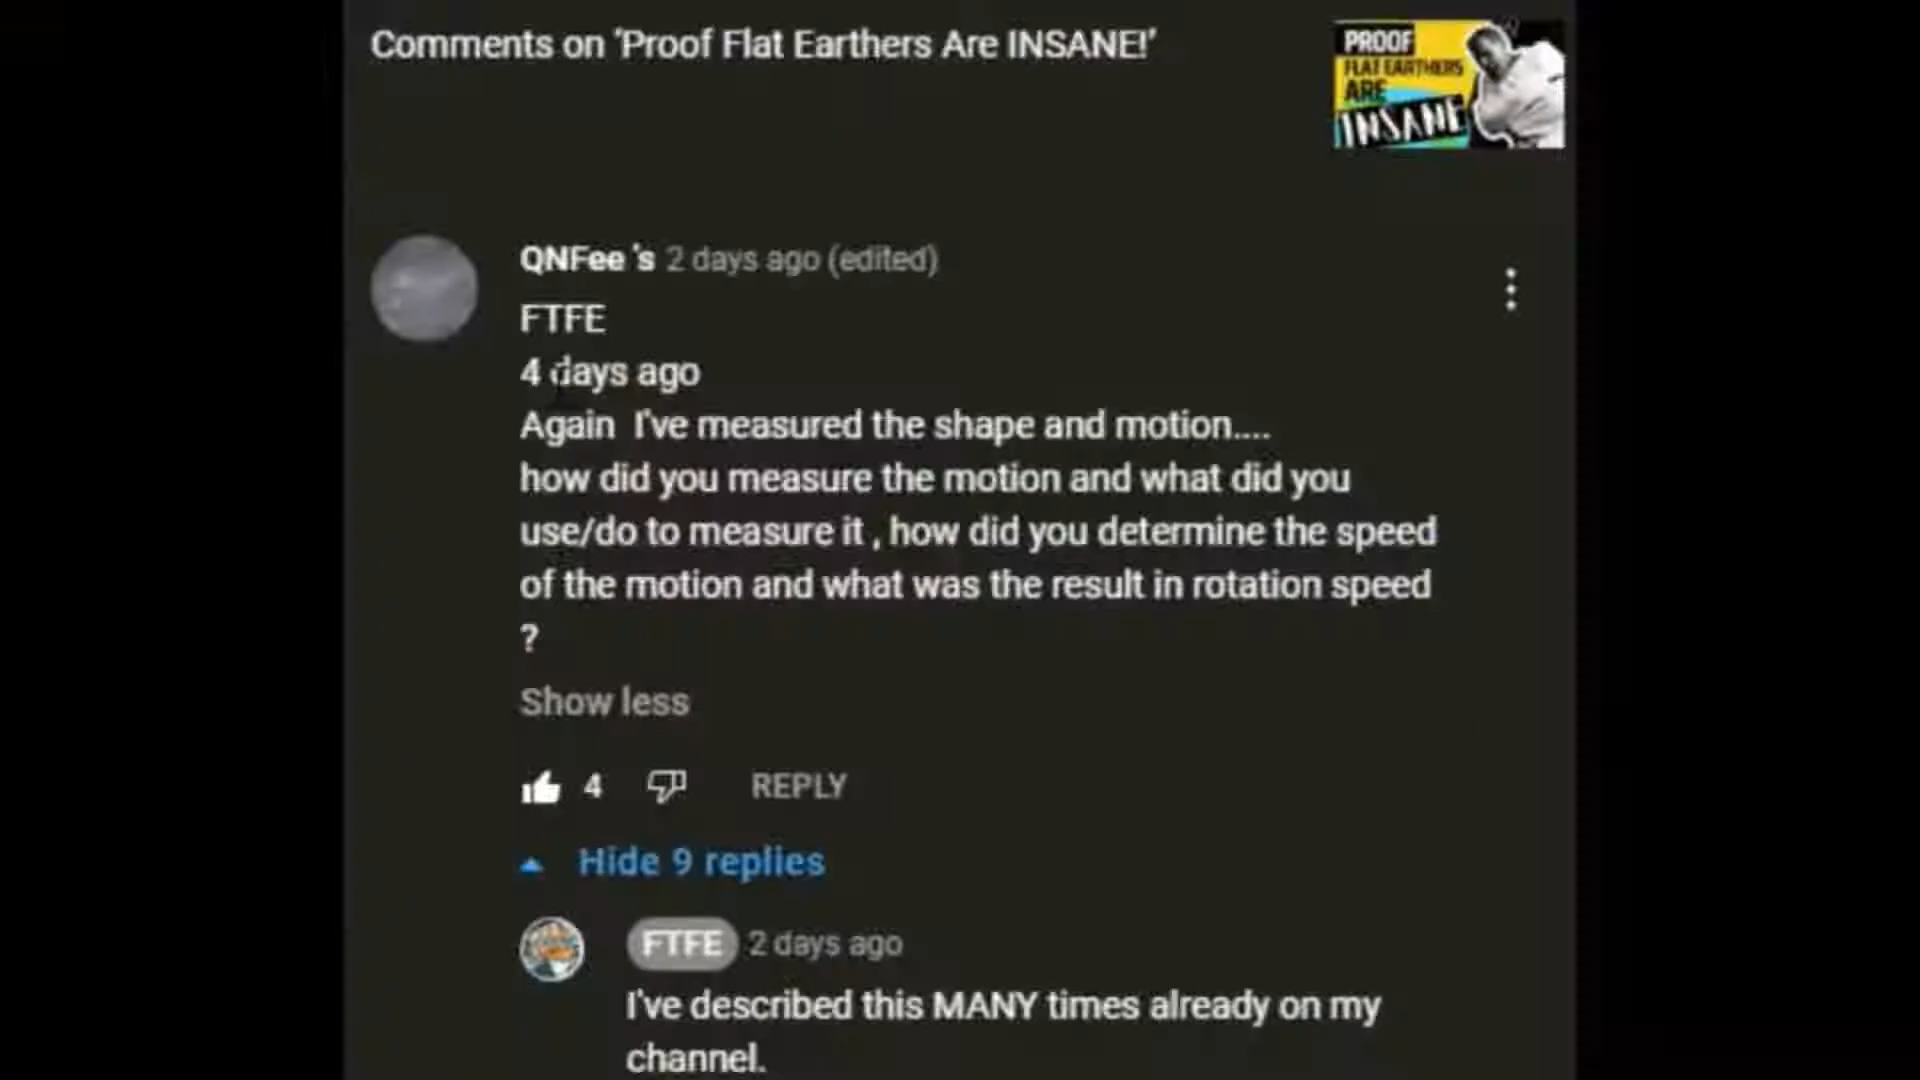 Comments on 'Proof Flat Earthers Are INSANE!'
PROOF
FLAT EARTHERS
ARE
INSANE
QNFee 's 2 days ago (edited)
FTFE
4 days ago
Again I've measured the shape and motion....
how did you measure the motion and what did you
use/do to measure it , how did you determine the speed
of the motion and what was the result in rotation speed
?
Show less
4 REPLY
Hide 9 replies
FTFE 2 days ago
I've described this MANY times already on my
channel.